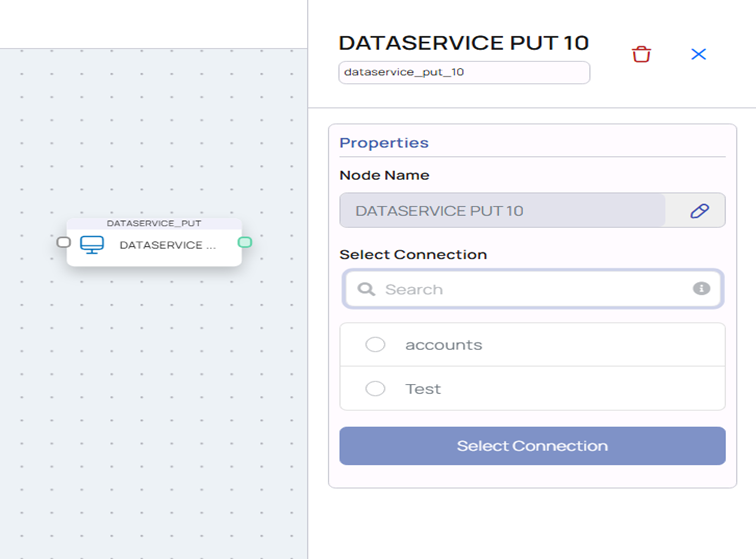 DATASERVICE PUT 10
dataservice_put_10
DATASERVICE_PUT
DATASERVICE ...
Properties
Node Name
DATASERVICE PUT 10
Select Connection
Search
accounts
Test
Select Connection